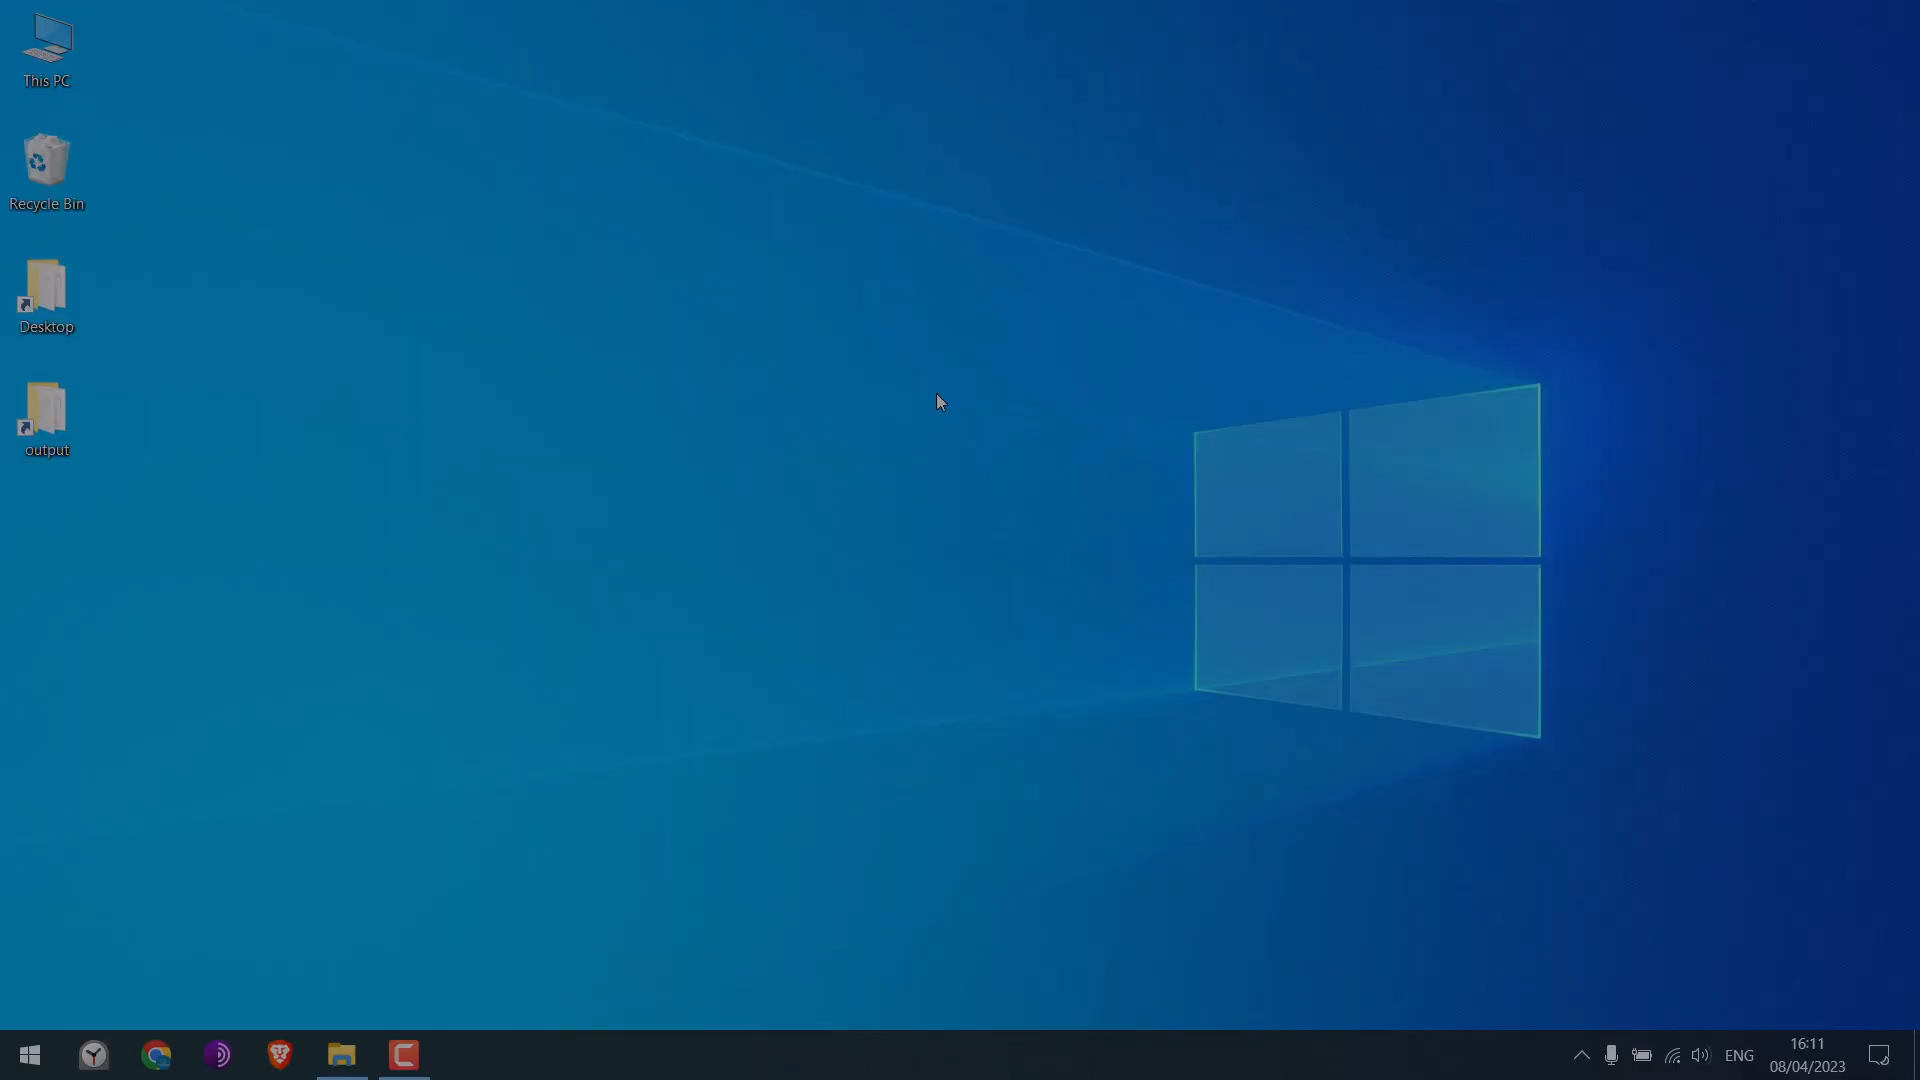 This PC
Recycle Bin
Desktop
output
ENG
16:11
08/04/2023